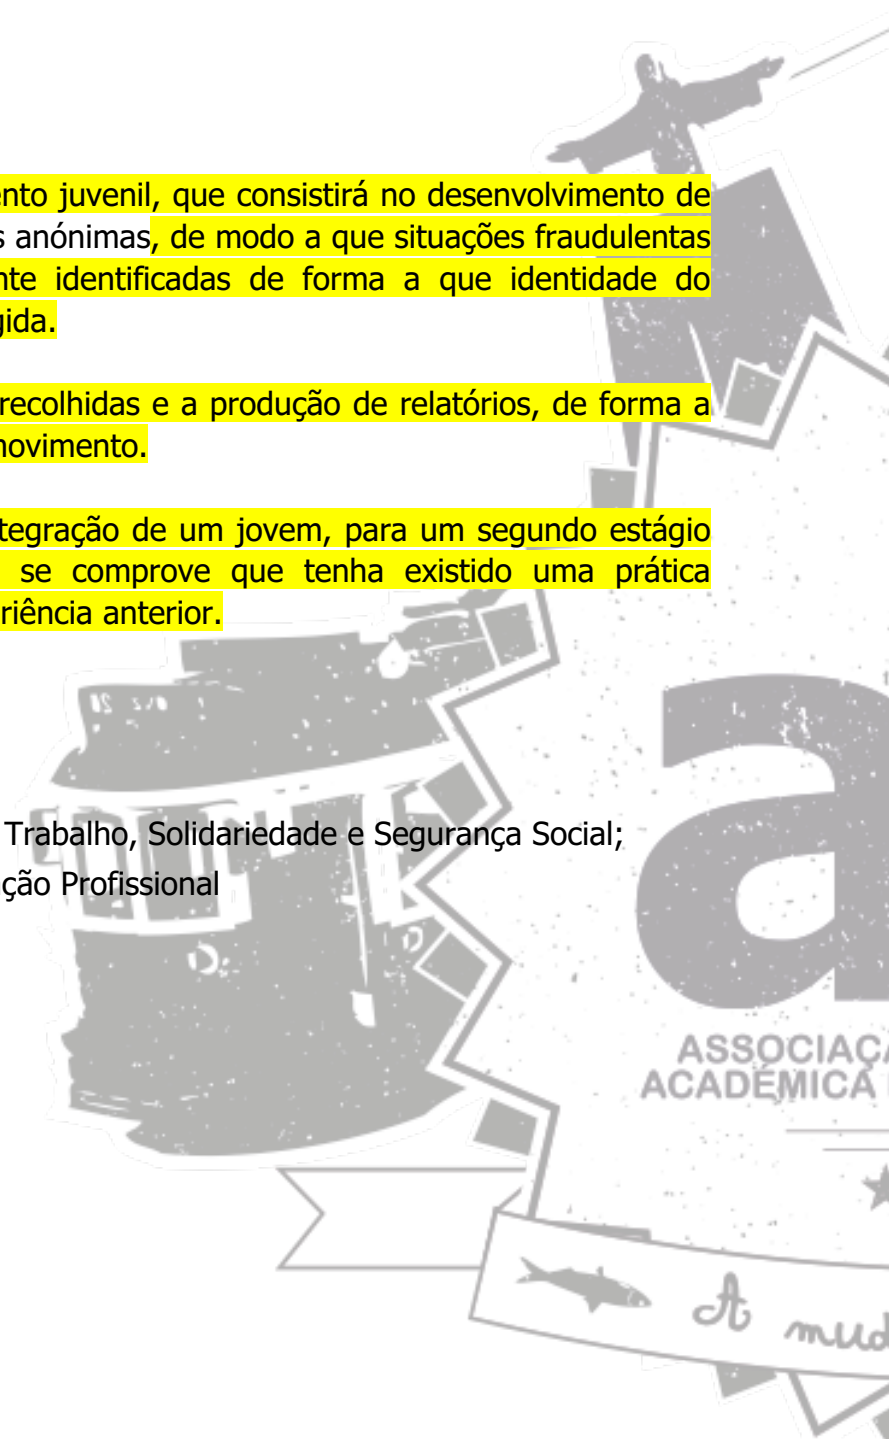 nto juvenil, que consistirá no desenvolvimento de
s anónimas, de modo a que situações fraudulentas
nte identificadas de forma a que identidade do
gida.
recolhidas e a produção de relatórios, de forma a
movimento.
tegração de um jovem, para um segundo estágio
se comprove que tenha existido uma prática
riência anterior.
Trabalho, Solidariedade e Segurança Social;
ção Profissional
a
ASSOCIAÇÃ
ACADÉMICA
A mud